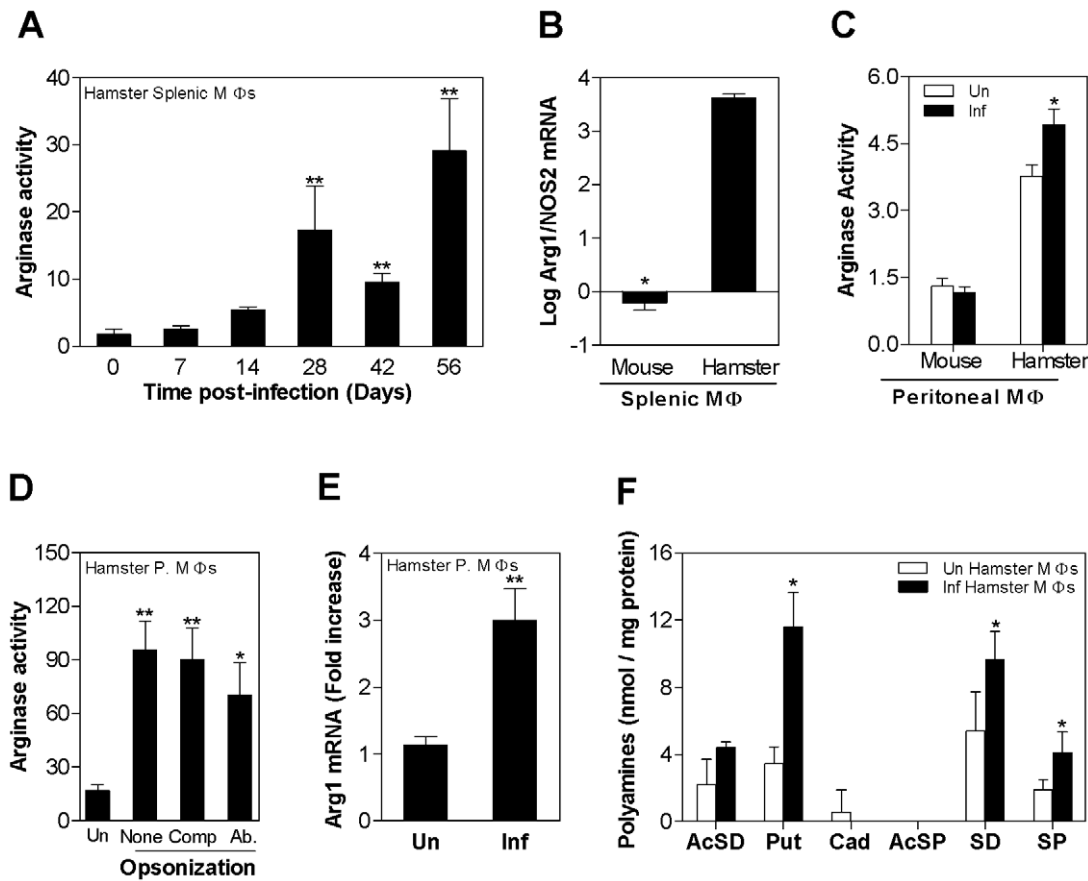 A
Hamster Splenic M Φs
Arginase activity
40
30
20
10
0
**
**
**
0 7 14 28 42 56
Time post-infection (Days)
B
Log Arg1/NOS2 mRNA
4
3
2
1
0
-1
*
Mouse Hamster
Splenic MΦ
C
Arginase Activity
6.0
4.5
3.0
1.5
0.0
Un
Inf
*
Mouse Hamster
Peritoneal MΦ
D
Hamster P. M Φs
Arginase activity
150
120
90
60
30
0
** ** *
Un None Comp Ab.
Opsonization
E
Hamster P. M Φs
Arg1 mRNA (Fold increase)
4
3
2
1
0
**
Un Inf
F
Polyamines (nmol / mg protein)
16
12
8
4
0
Un Hamster M Φs
Inf Hamster M Φs
*
*
*
AcSD Put Cad AcSP SD SP